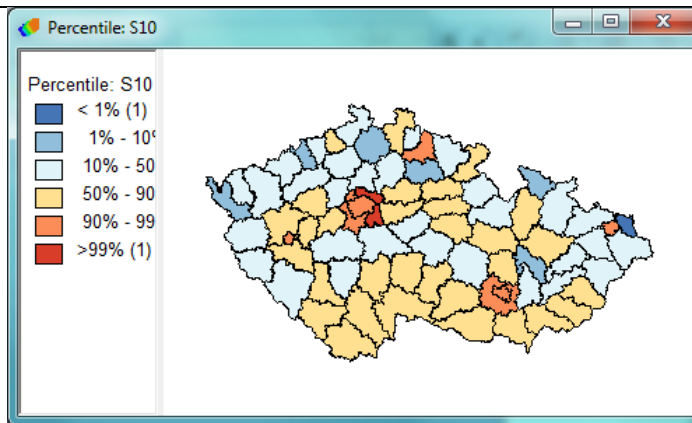 Percentile: S10
Percentile: S10
< 1% (1)
1% - 10%
10% - 50
50% - 90
90% - 99
>99% (1)